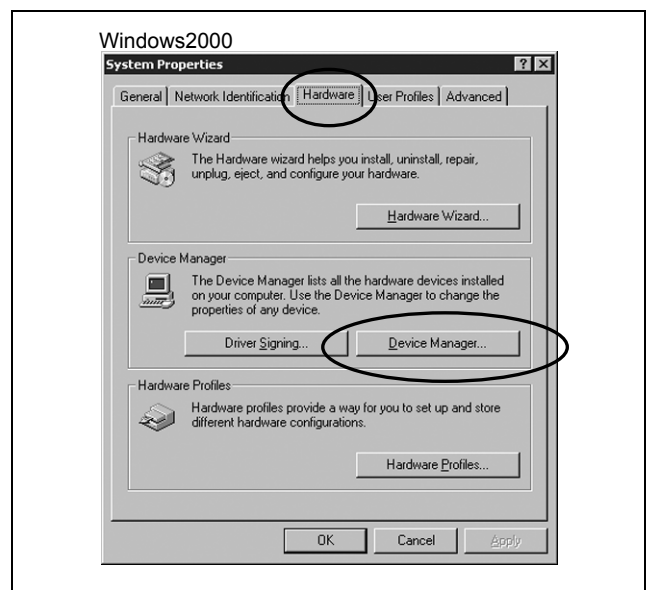 Windows2000
System Properties
General Network Identification Hardware User Profiles Advanced
Hardware Wizard
The Hardware wizard helps you install, uninstall, repair,
unplug, eject, and configure your hardware.
Hardware Wizard...
Device Manager
The Device Manager lists all the hardware devices installed
on your computer. Use the Device Manager to change the
properties of any device.
Driver Signing... Device Manager...
Hardware Profiles
Hardware profiles provide a way for you to set up and store
different hardware configurations.
Hardware Profiles...
OK Cancel Apply